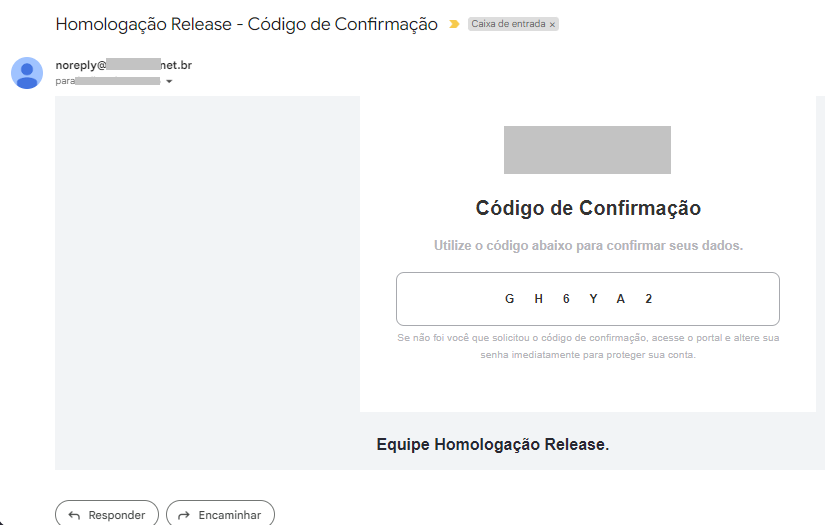 Homologação Release - Código de Confirmação Caixa de entrada ×
noreply@ net.br
para
Código de Confirmação
Utilize o código abaixo para confirmar seus dados.
G H 6 Y A 2
Se não foi você que solicitou o código de confirmação, acesse o portal e altere sua
senha imediatamente para proteger sua conta.
Equipe Homologação Release.
Responder Encaminhar